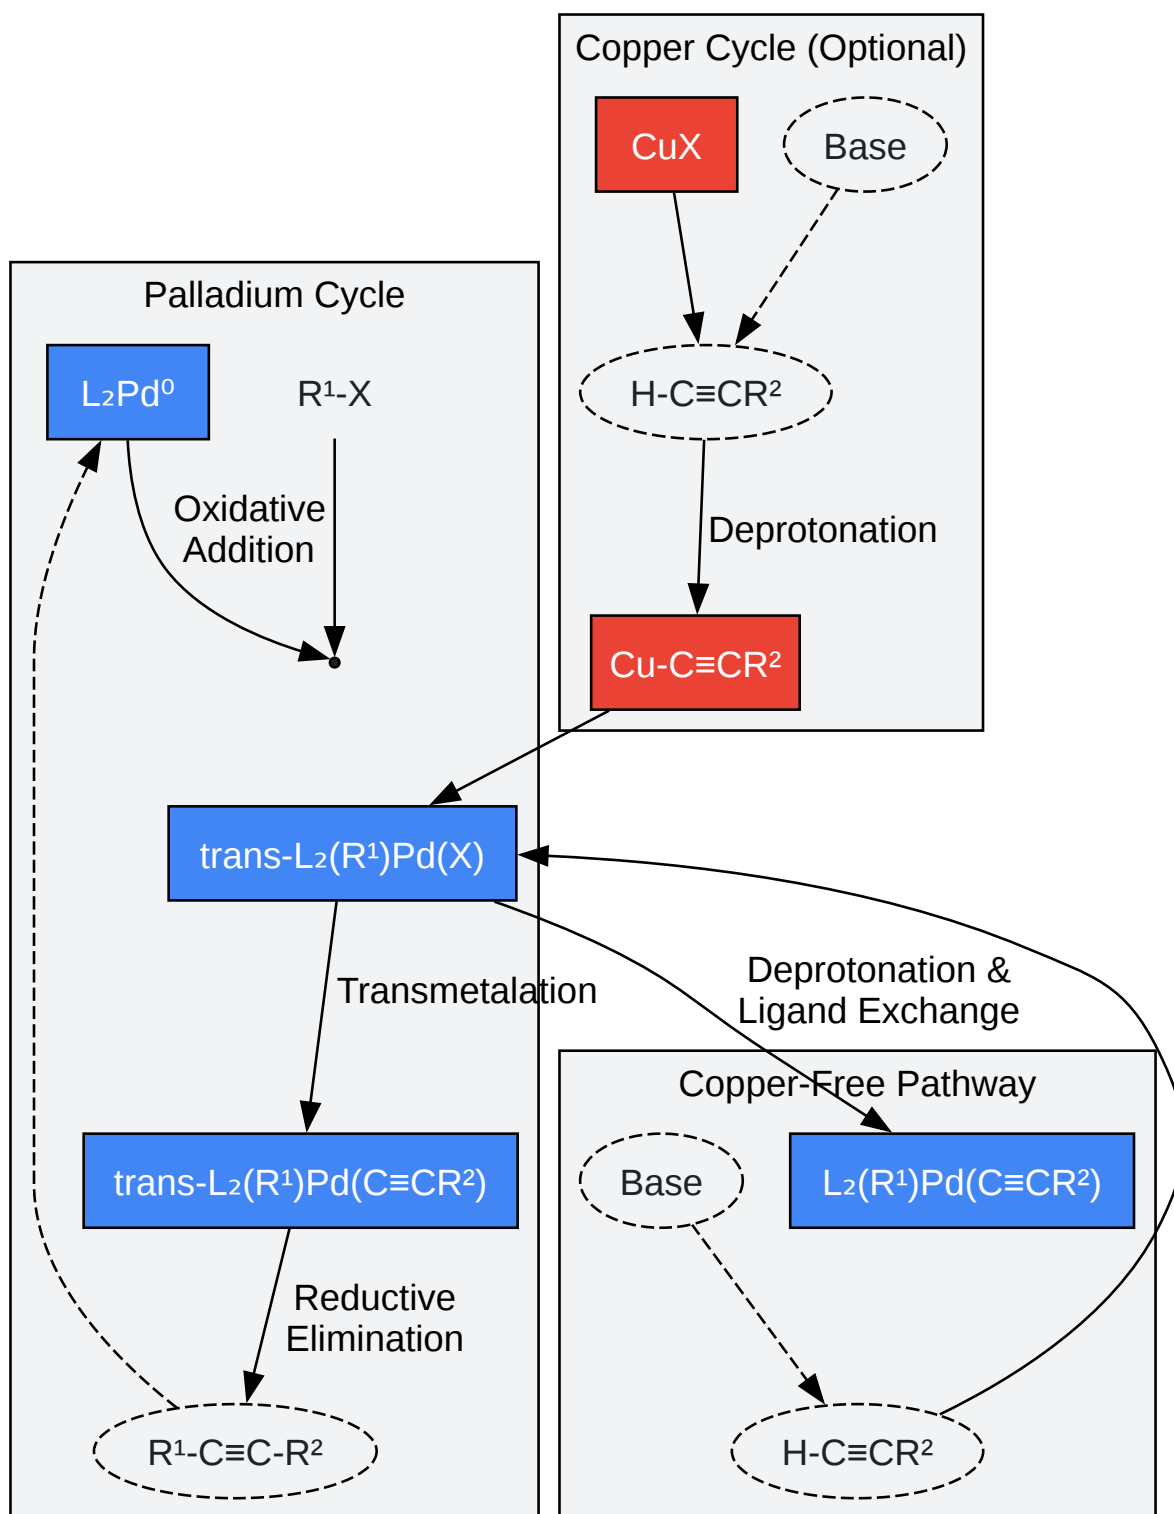 Copper Cycle (Optional)
CuX
Base
H-C≡CR²
Deprotonation
Cu-C≡CR²
Palladium Cycle
L₂Pd⁰
R¹-X
Oxidative
Addition
trans-L₂(R¹)Pd(X)
Transmetalation
trans-L₂(R¹)Pd(C≡CR²)
Reductive
Elimination
R¹-C≡C-R²
Deprotonation &
Ligand Exchange
Copper-Free Pathway
Base
L₂(R¹)Pd(C≡CR²)
H-C≡CR²